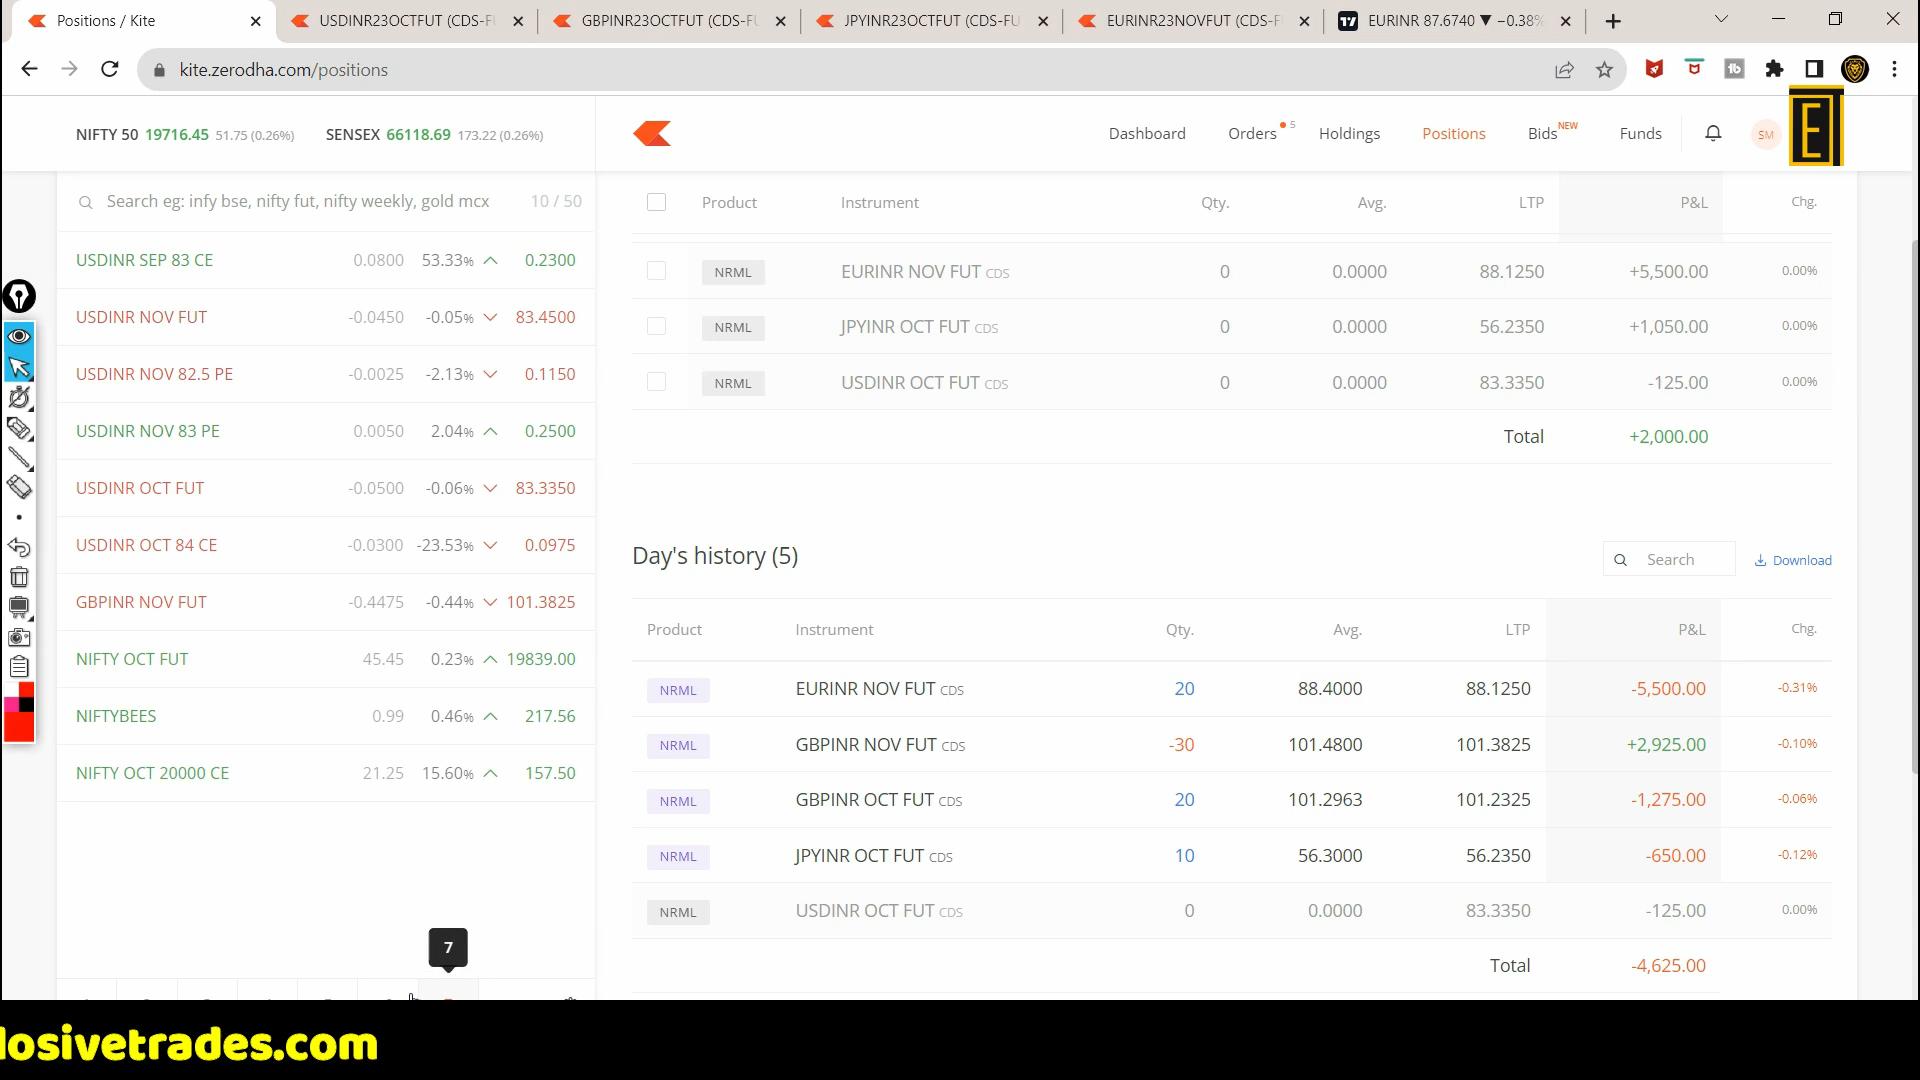 Positions / Kite
USDINR23OCTFUT (CDS-FU
GBPINR23OCTFUT (CDS-FU
JPYINR23OCTFUT (CDS-FU
EURINR23NOVFUT (CDS-F
EURINR 87.6740 ▼ −0.38%
kite.zerodha.com/positions
NIFTY 50 19716.45 51.75 (0.26%) SENSEX 66118.69 173.22 (0.26%)
Dashboard Orders 5 Holdings Positions Bids NEW Funds SM
E
Search eg: infy bse, nifty fut, nifty weekly, gold mcx 10 / 50
USDINR SEP 83 CE 0.0800 53.33% 0.2300
USDINR NOV FUT -0.0450 -0.05% 83.4500
USDINR NOV 82.5 PE -0.0025 -2.13% 0.1150
USDINR NOV 83 PE 0.0050 2.04% 0.2500
USDINR OCT FUT -0.0500 -0.06% 83.3350
USDINR OCT 84 CE -0.0300 -23.53% 0.0975
GBPINR NOV FUT -0.4475 -0.44% 101.3825
NIFTY OCT FUT 45.45 0.23% 19839.00
NIFTYBEES 0.99 0.46% 217.56
NIFTY OCT 20000 CE 21.25 15.60% 157.50
7
Product Instrument Qty. Avg. LTP P&L Chg.
NRML EURINR NOV FUT CDS 0 0.0000 88.1250 +5,500.00 0.00%
NRML JPYINR OCT FUT CDS 0 0.0000 56.2350 +1,050.00 0.00%
NRML USDINR OCT FUT CDS 0 0.0000 83.3350 -125.00 0.00%
Total +2,000.00
Day's history (5) Search Download
Product Instrument Qty. Avg. LTP P&L Chg.
NRML EURINR NOV FUT CDS 20 88.4000 88.1250 -5,500.00 -0.31%
NRML GBPINR NOV FUT CDS -30 101.4800 101.3825 +2,925.00 -0.10%
NRML GBPINR OCT FUT CDS 20 101.2963 101.2325 -1,275.00 -0.06%
NRML JPYINR OCT FUT CDS 10 56.3000 56.2350 -650.00 -0.12%
NRML USDINR OCT FUT CDS 0 0.0000 83.3350 -125.00 0.00%
Total -4,625.00
losivetrades.com